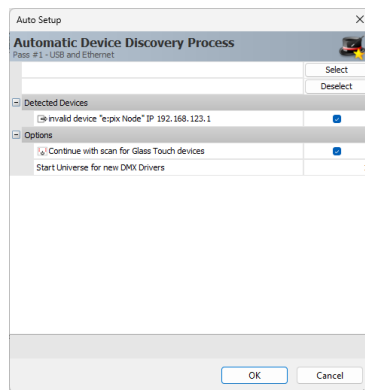 Auto Setup
Automatic Device Discovery Process
Pass #1 - USB and Ethernet
Select
Deselect
Detected Devices
invalid device "e:pix Node" IP 192.168.123.1
Options
Continue with scan for Glass Touch devices
Start Universe for new DMX Drivers
OK
Cancel